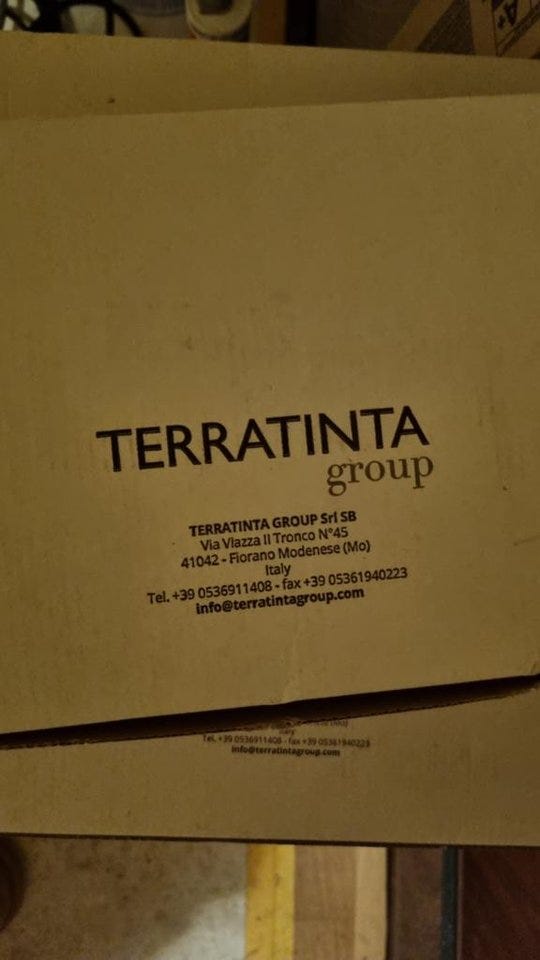 A+
TERRATINTA
group
TERRATINTA GROUP Srl SB
Via Viazza II Tronco N°45
41042 - Fiorano Modenese (Mo)
Italy
Tel. +39 0536911408 - fax +39 05361940223
info@terratintagroup.com
Italy
Tel. +39 0536911408 - fax +39 05361940223
info@terratintagroup.com